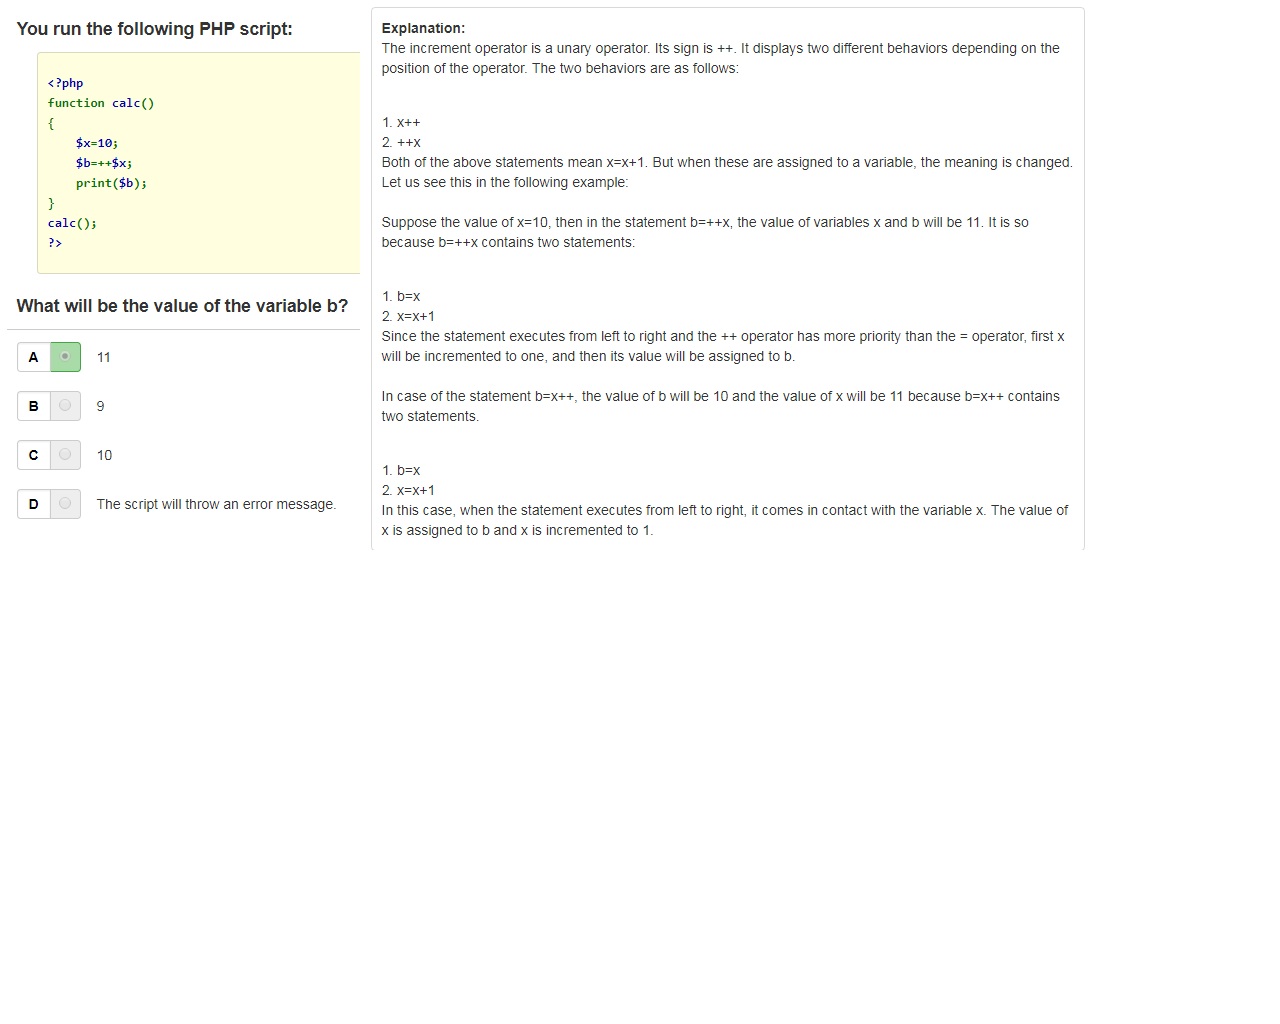 You run the following PHP script:
<?php
function calc()
{
$x=10;
$b=++$x;
print($b);
}
calc();
?>
What will be the value of the variable b?
A 11
B 9
C 10
D The script will throw an error message.
Explanation:
The increment operator is a unary operator. Its sign is ++. It displays two different behaviors depending on the
position of the operator. The two behaviors are as follows:
1. x++
2. ++x
Both of the above statements mean x=x+1. But when these are assigned to a variable, the meaning is changed.
Let us see this in the following example:
Suppose the value of x=10, then in the statement b=++x, the value of variables x and b will be 11. It is so
because b=++x contains two statements:
1. b=x
2. x=x+1
Since the statement executes from left to right and the ++ operator has more priority than the = operator, first x
will be incremented to one, and then its value will be assigned to b.
In case of the statement b=x++, the value of b will be 10 and the value of x will be 11 because b=x++ contains
two statements.
1. b=x
2. x=x+1
In this case, when the statement executes from left to right, it comes in contact with the variable x. The value of
x is assigned to b and x is incremented to 1.